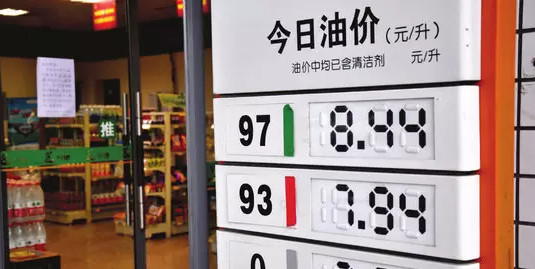 今日油价(元/升)
油价中均已含清洁剂 元/升
97 8.44
93 7.94
0
推